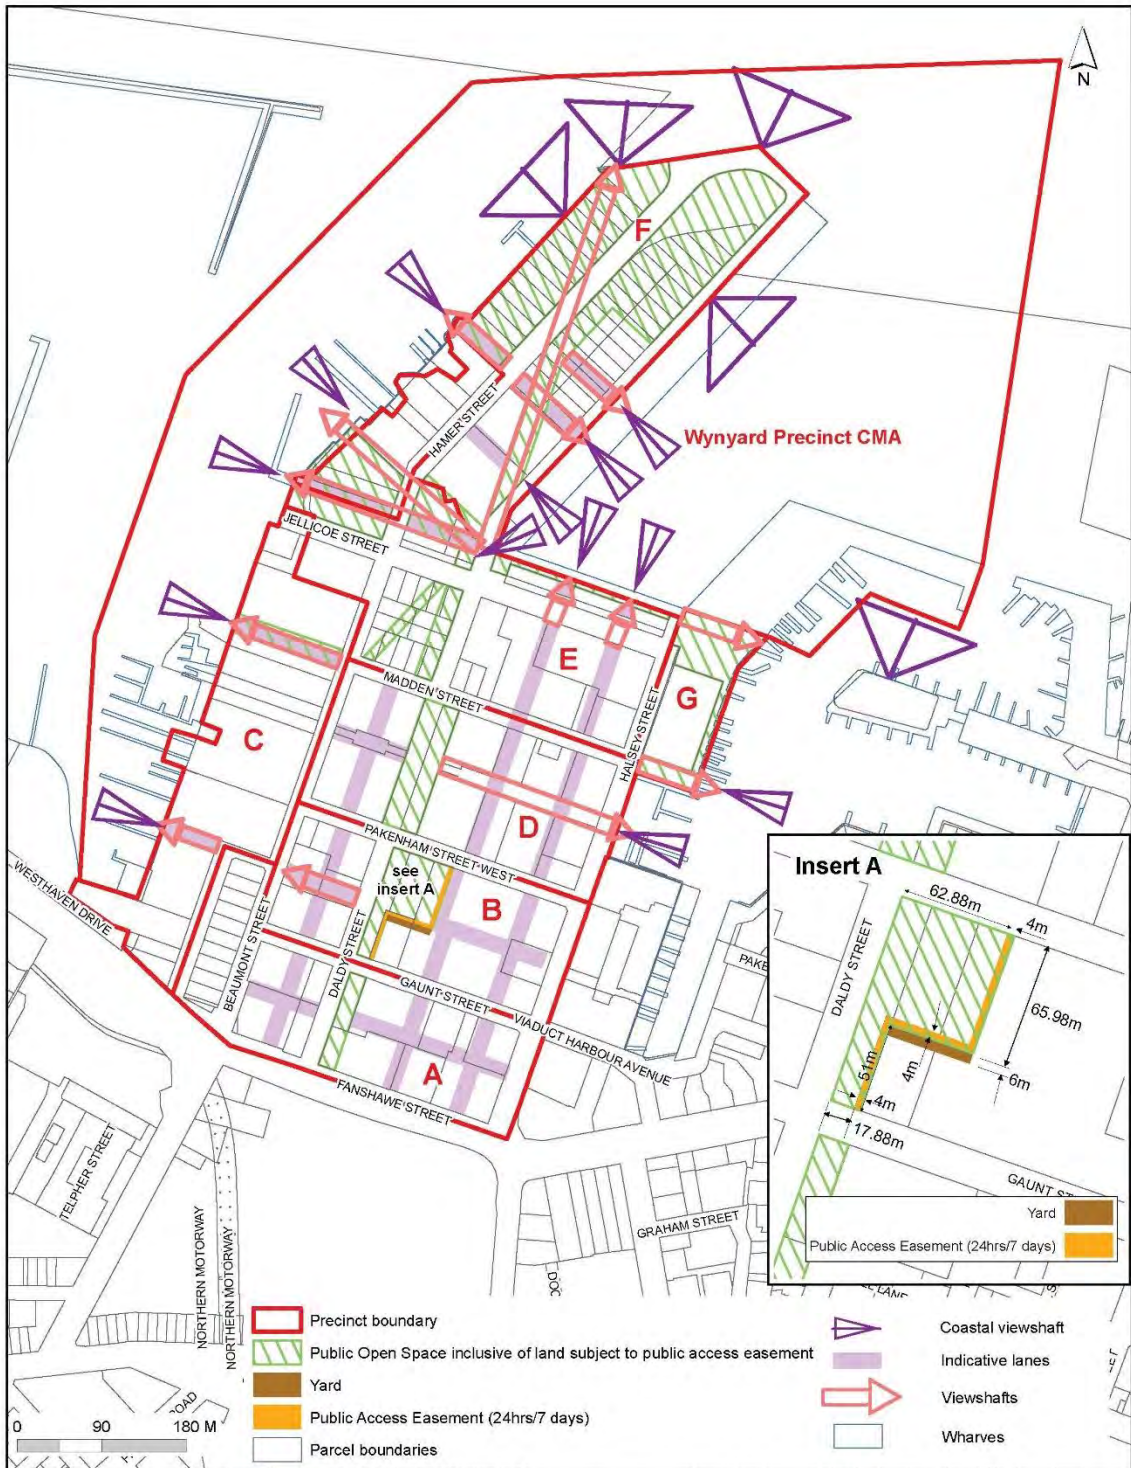 N
F
Wynyard Precinct CMA
HAMER STREET
JELLICOE STREET
E
MADDEN STREET
G
HALSEY STREET
C
D
PAKENHAM STREET WEST
see
insert A
B
WESTHAVEN DRIVE
BEAUMONT STREET
DALDY STREET
GAUNT STREET
VIADUCT HARBOUR AVENUE
A
FANSHAWE STREET
TELPHER STREET
NORTHERN MOTORWAY
NORTHERN MOTORWAY
GRAHAM STREET
Insert A
62.88m
4m
DALDY STREET
65.98m
51m
4m
6m
4m
17.88m
GAUNT ST
Yard
Public Access Easement (24hrs/7 days)
Precinct boundary
Public Open Space inclusive of land subject to public access easement
Yard
Public Access Easement (24hrs/7 days)
Parcel boundaries
Coastal viewshaft
Indicative lanes
Viewshafts
Wharves
ROAD
0 90 180 M